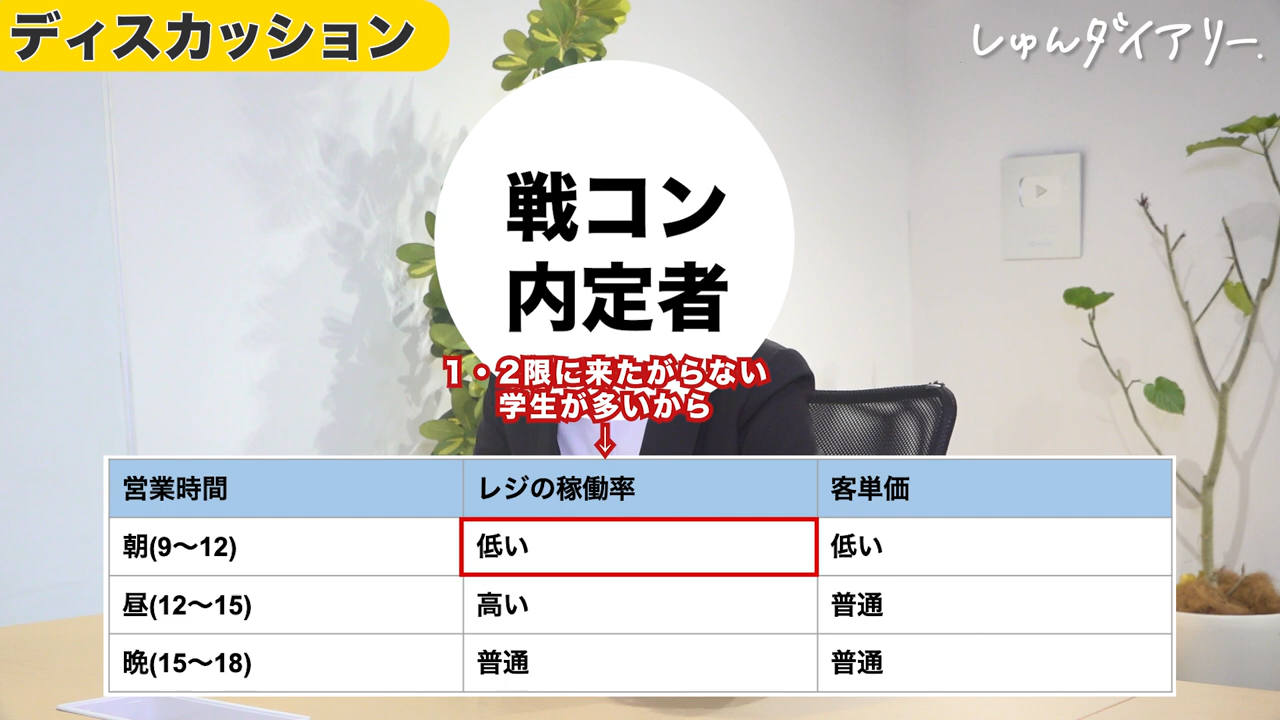 ディスカッション
しゅんダイアリー.
戦コン
内定者
1・2限に来たがらない
学生が多いから
↓
営業時間 レジの稼働率 客単価
朝(9〜12) 低い 低い
昼(12〜15) 高い 普通
晩(15〜18) 普通 普通